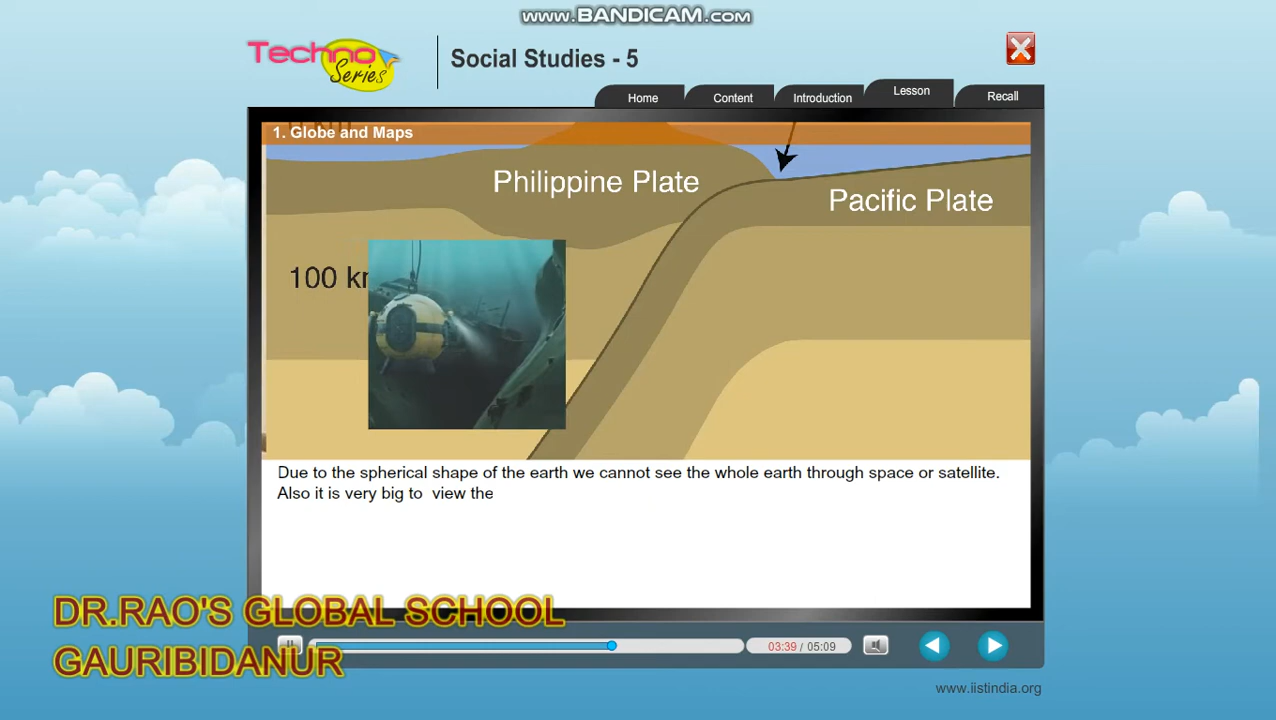 www.BANDICAM.com
Techno Series
Social Studies - 5
Home
Content
Introduction
Lesson
Recall
1. Globe and Maps
Philippine Plate
Pacific Plate
100 k
Due to the spherical shape of the earth we cannot see the whole earth through space or satellite.
Also it is very big to view the
DR.RAO'S GLOBAL SCHOOL
GAURIBIDANUR
03:39 / 05:09
www.iistindia.org